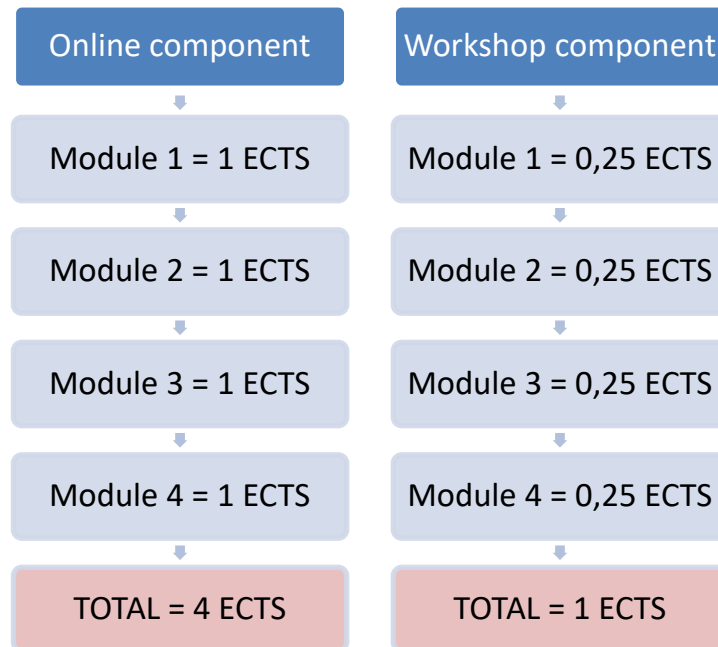 Online component
Module 1 = 1 ECTS
Module 2 = 1 ECTS
Module 3 = 1 ECTS
Module 4 = 1 ECTS
TOTAL = 4 ECTS
Workshop component
Module 1 = 0,25 ECTS
Module 2 = 0,25 ECTS
Module 3 = 0,25 ECTS
Module 4 = 0,25 ECTS
TOTAL = 1 ECTS